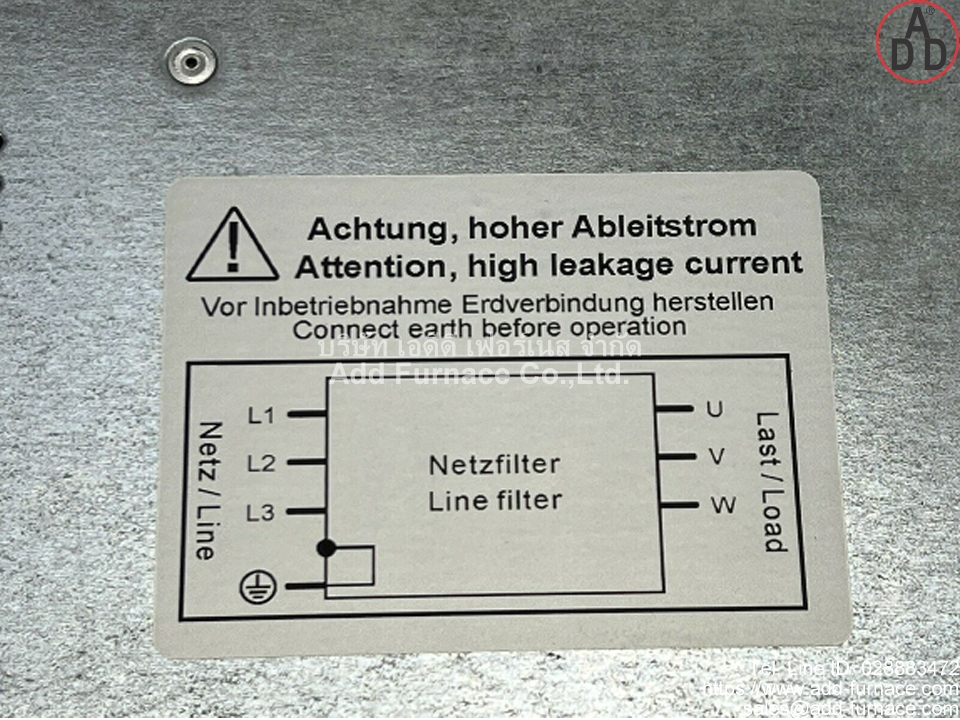 ADD®
Achtung, hoher Ableitstrom
Attention, high leakage current
Vor Inbetriebnahme Erdverbindung herstellen
Connect earth before operation
บริษัท เอดด์ เฟอร์เนส จำกัด
Add Furnace Co.,Ltd.
Netz / Line
L1
L2
L3
Netzfilter
Line filter
U
V
W
Last / Load
Tel. Line ID: 028883472
https://www.add-furnace.com
sales@add-furnace.com